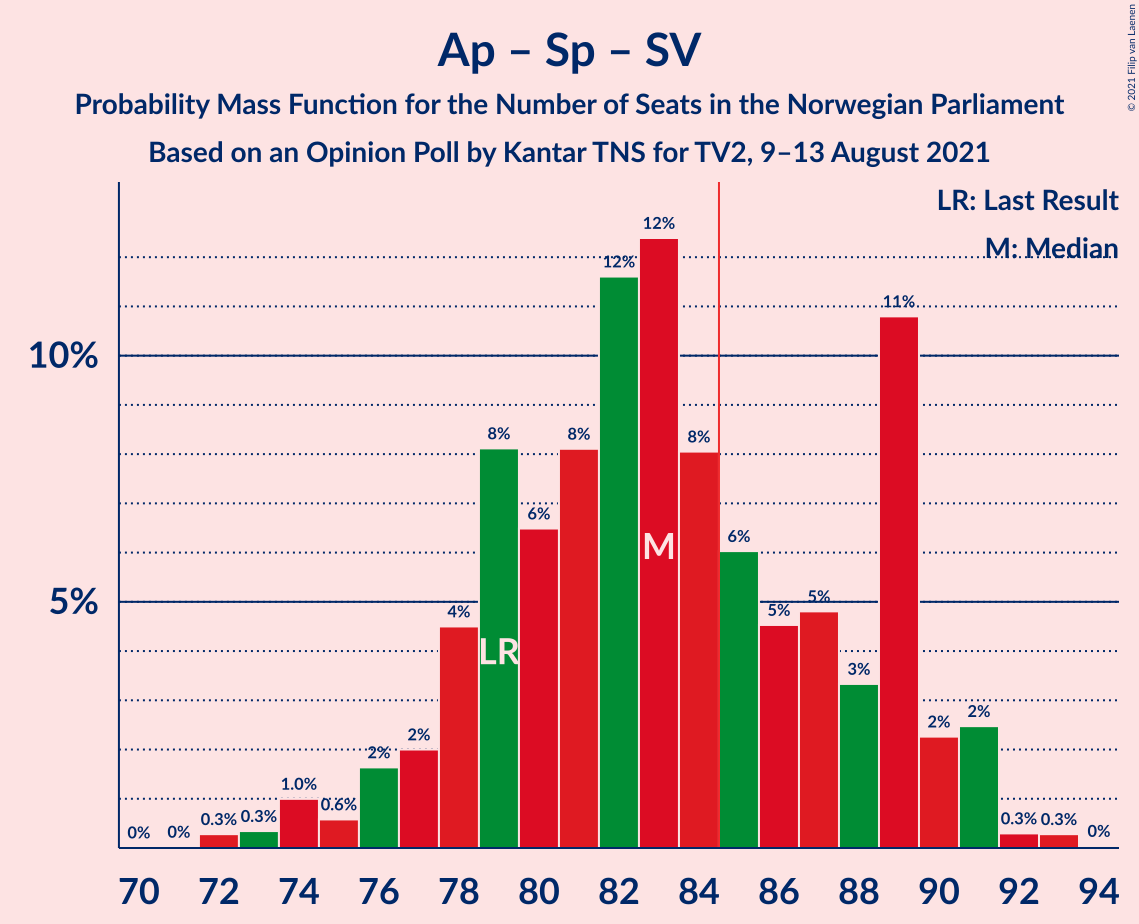 Ap – Sp – SV
Probability Mass Function for the Number of Seats in the Norwegian Parliament
Based on an Opinion Poll by Kantar TNS for TV2, 9–13 August 2021
© 2021 Filip van Laenen
LR: Last Result
M: Median
10%
5%
0% 0% 0.3% 0.3% 1.0% 0.6% 2% 2% 4% 8% 6% 8% 12% 12% 8% 6% 5% 5% 3% 11% 2% 2% 0.3% 0.3% 0%
LR
M
70 72 74 76 78 80 82 84 86 88 90 92 94